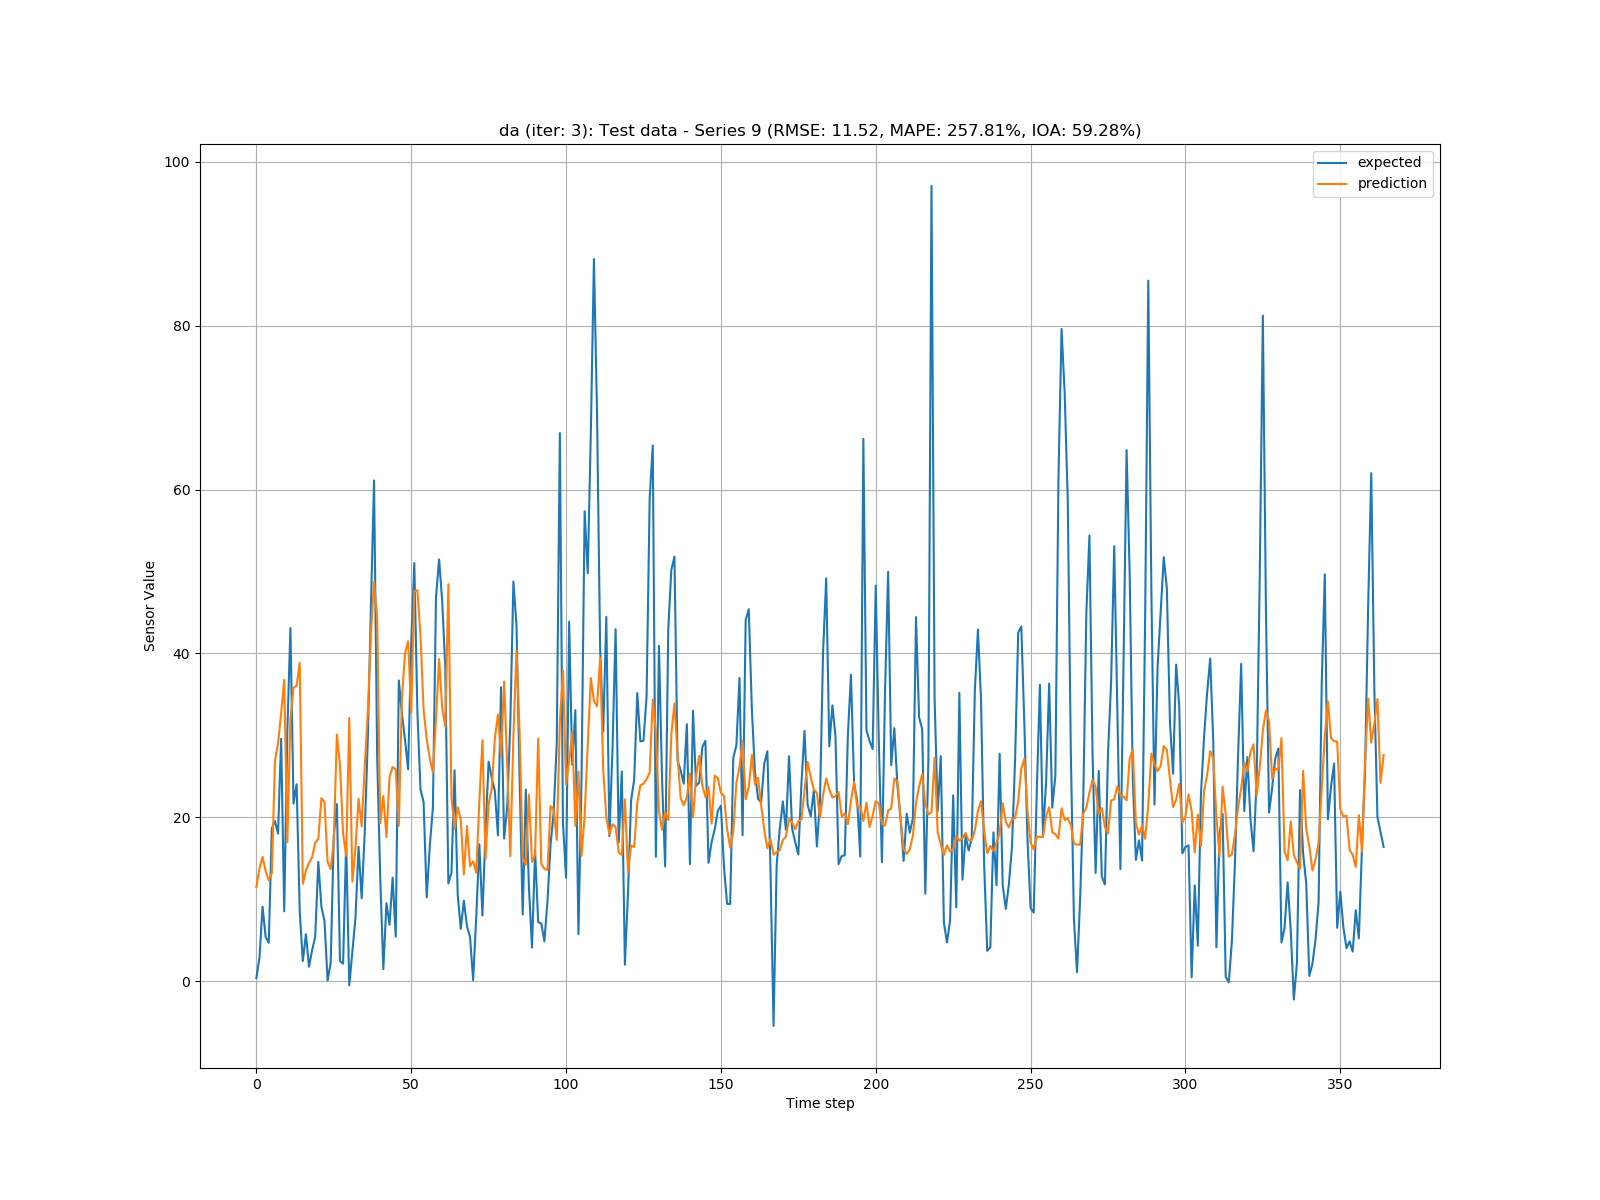 da (iter: 3): Test data - Series 9 (RMSE: 11.52, MAPE: 257.81%, IOA: 59.28%)
expected
prediction
100
80
60
40
20
0
Sensor Value
0 50 100 150 200 250 300 350
Time step